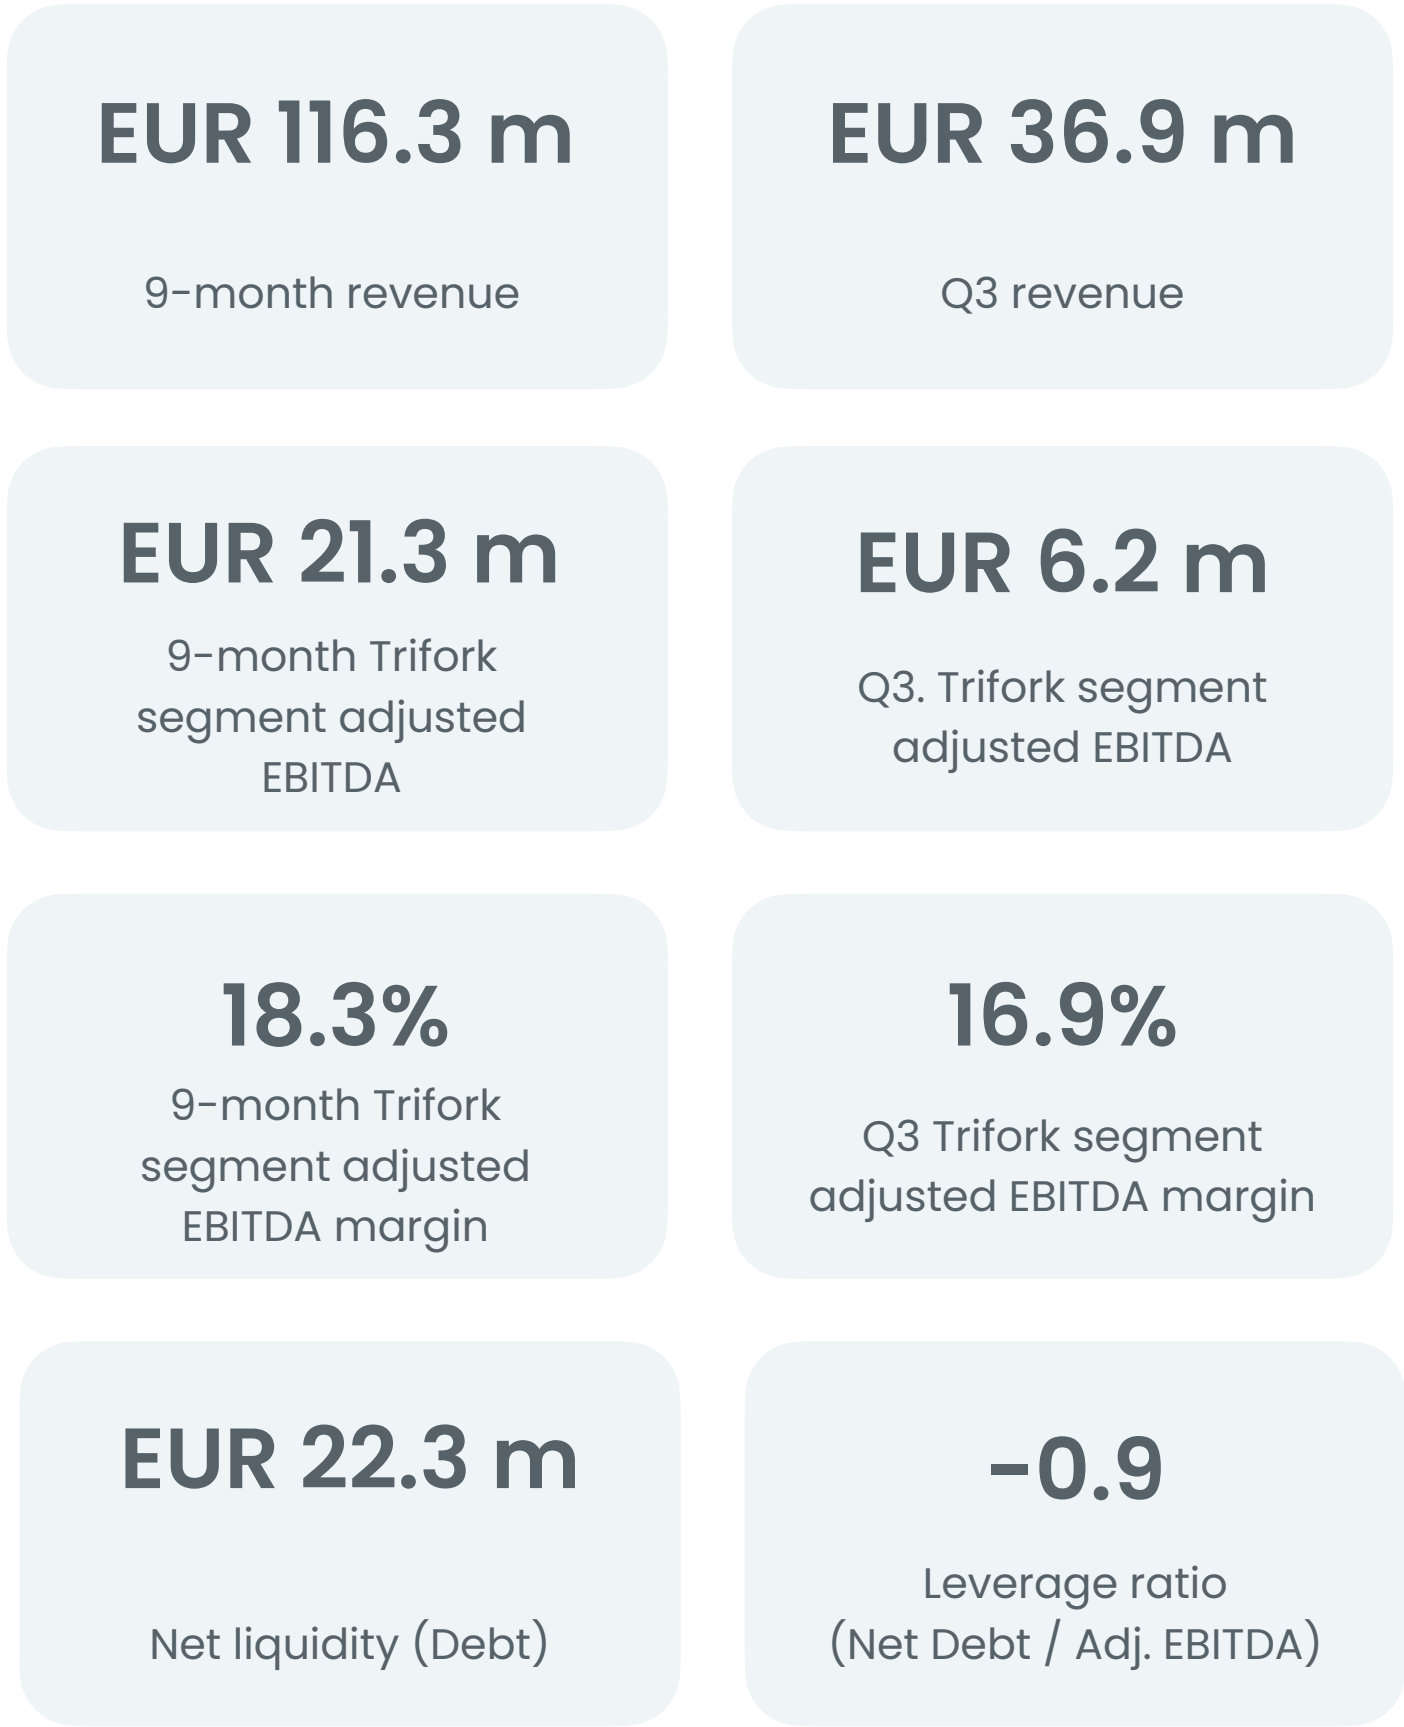 EUR 116.3 m
9-month revenue
EUR 36.9 m
Q3 revenue
EUR 21.3 m
9-month Trifork
segment adjusted
EBITDA
EUR 6.2 m
Q3. Trifork segment
adjusted EBITDA
18.3%
9-month Trifork
segment adjusted
EBITDA margin
16.9%
Q3 Trifork segment
adjusted EBITDA margin
EUR 22.3 m
Net liquidity (Debt)
-0.9
Leverage ratio
(Net Debt / Adj. EBITDA)